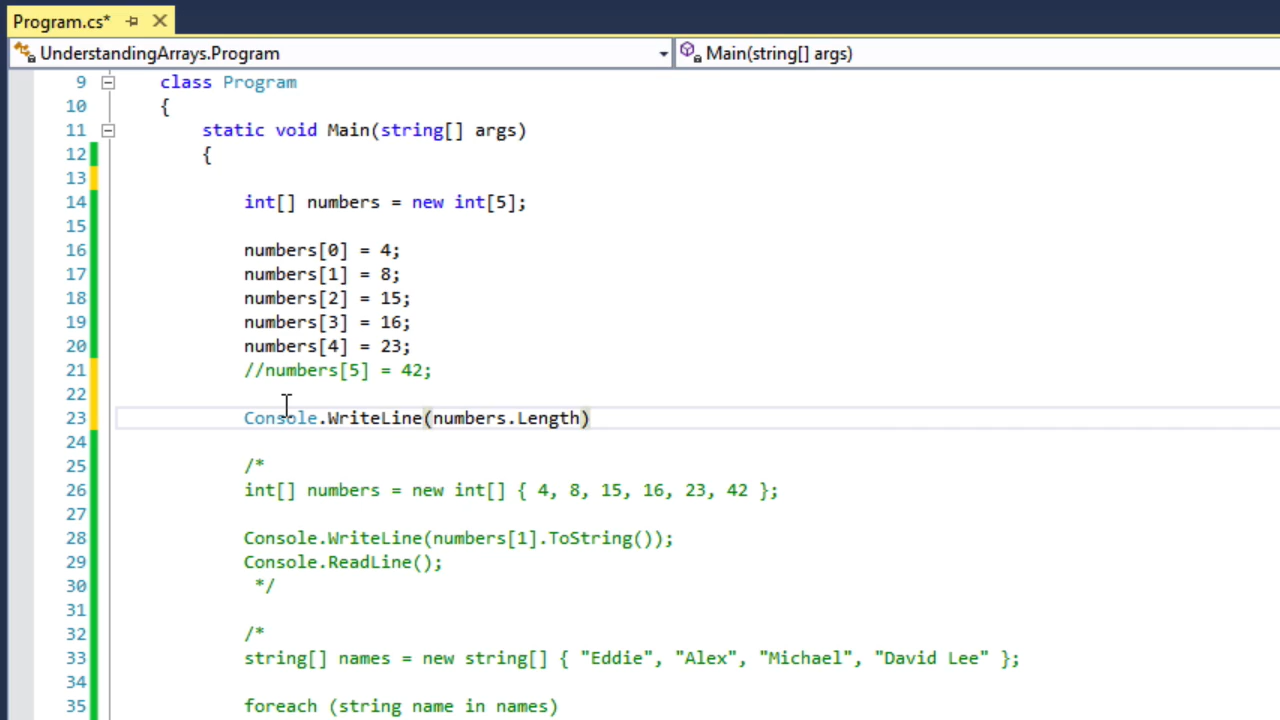 Program.cs*
UnderstandingArrays.Program
Main(string[] args)
9 class Program
10 {
11 static void Main(string[] args)
12 {
13
14 int[] numbers = new int[5];
15
16 numbers[0] = 4;
17 numbers[1] = 8;
18 numbers[2] = 15;
19 numbers[3] = 16;
20 numbers[4] = 23;
21 //numbers[5] = 42;
22
23 Console.WriteLine(numbers.Length)
24
25 /*
26 int[] numbers = new int[] { 4, 8, 15, 16, 23, 42 };
27
28 Console.WriteLine(numbers[1].ToString());
29 Console.ReadLine();
30 */
31
32 /*
33 string[] names = new string[] { "Eddie", "Alex", "Michael", "David Lee" };
34
35 foreach (string name in names)